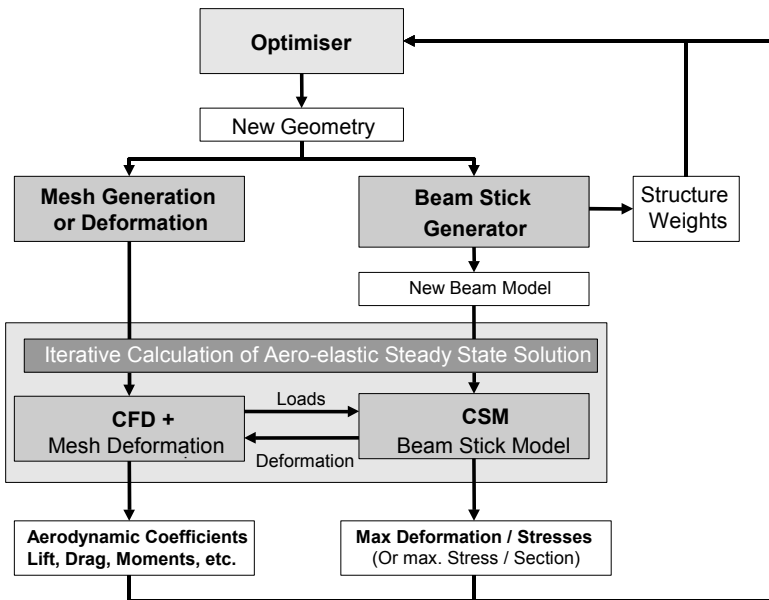 Optimiser
New Geometry
Mesh Generation
or Deformation
Beam Stick
Generator
Structure
Weights
New Beam Model
Iterative Calculation of Aero-elastic Steady State Solution
CFD +
Mesh Deformation
Loads
Deformation
CSM
Beam Stick Model
Aerodynamic Coefficients
Lift, Drag, Moments, etc.
Max Deformation / Stresses
(Or max. Stress / Section)